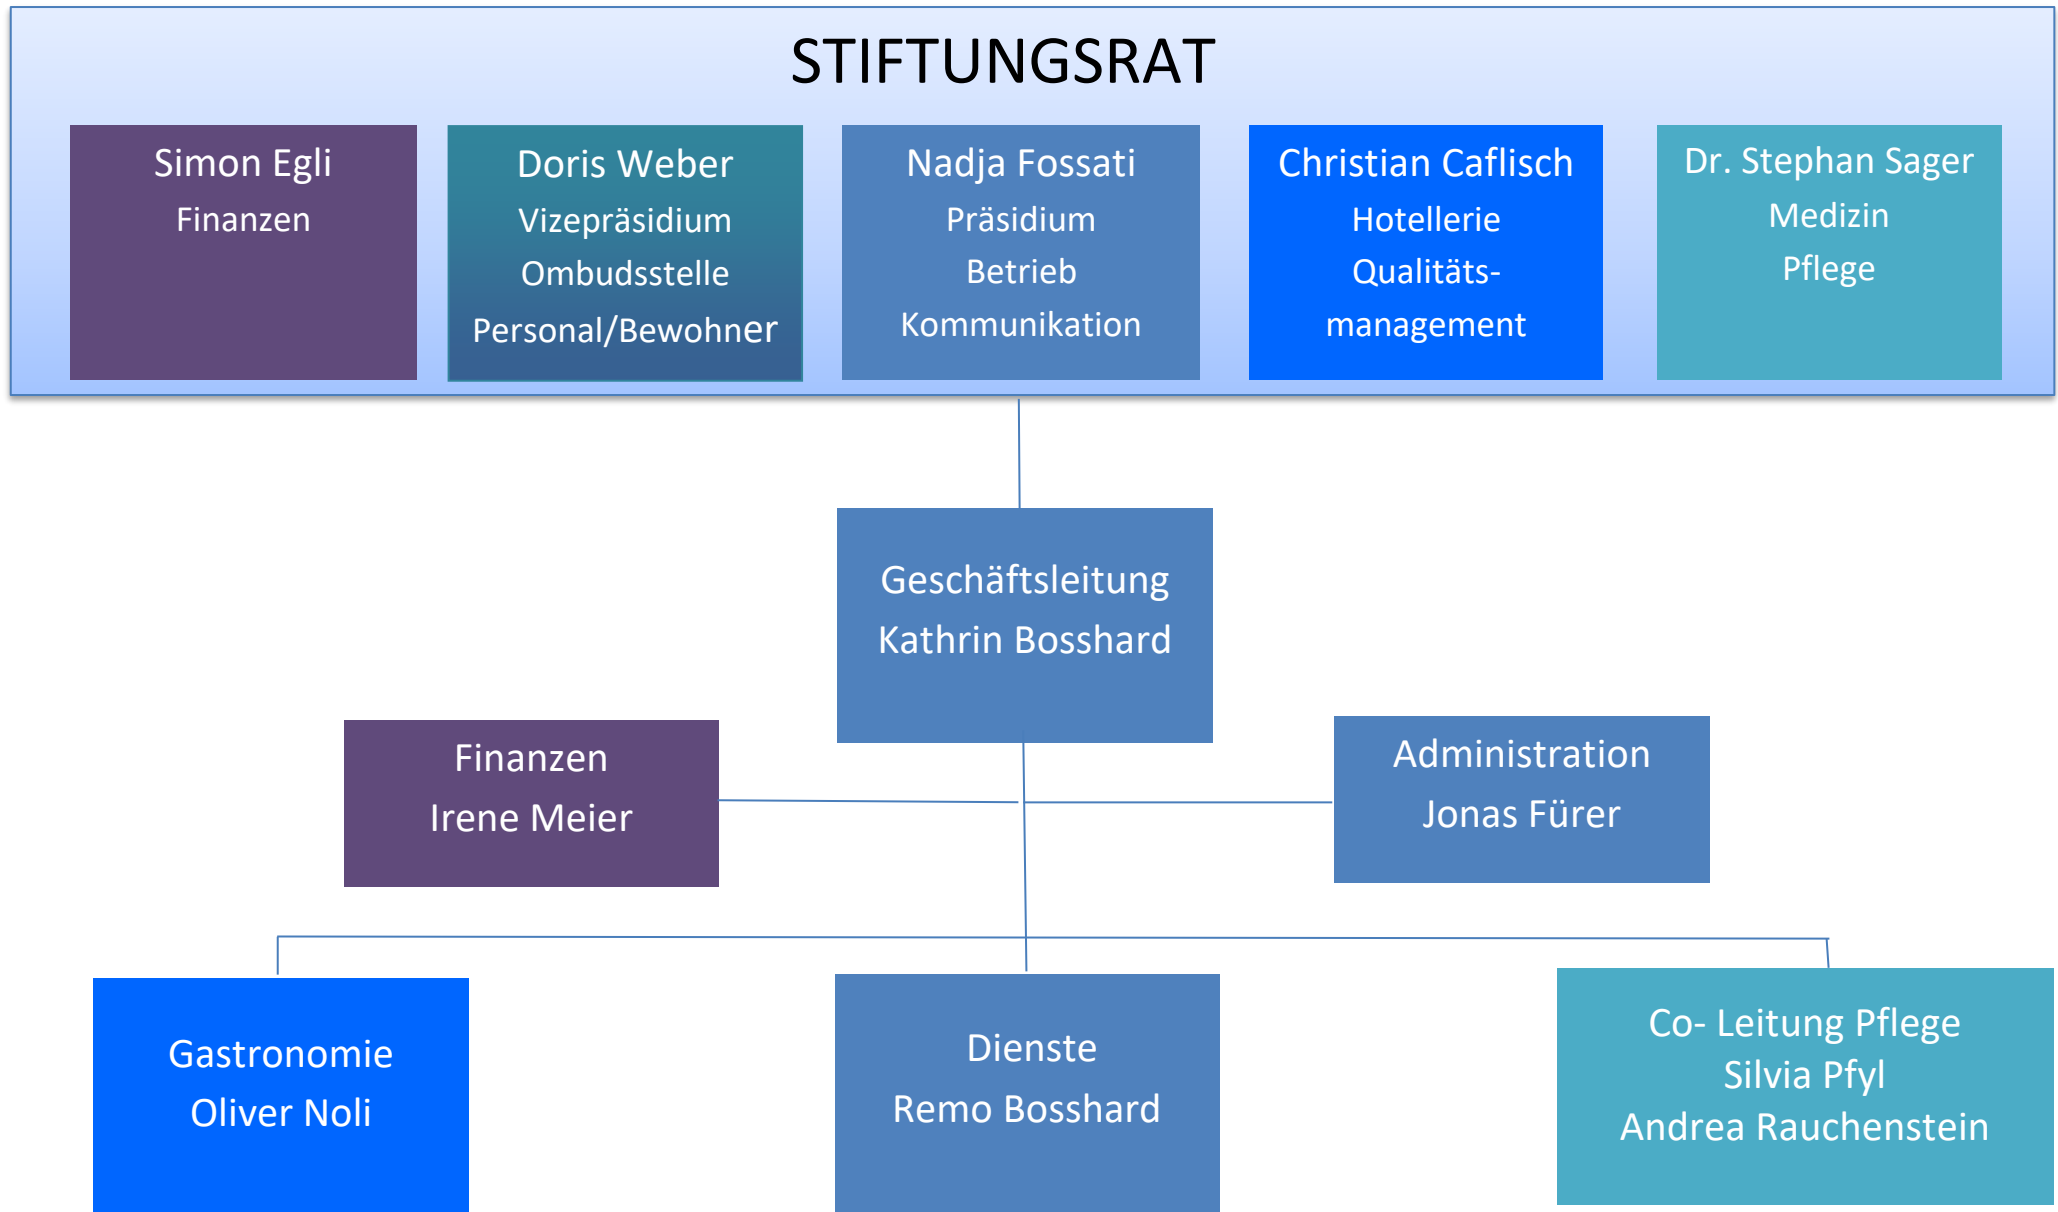 STIFTUNGSRAT
Simon Egli
Finanzen
Doris Weber
Vizepräsidium
Ombudsstelle
Personal/Bewohner
Nadja Fossati
Präsidium
Betrieb
Kommunikation
Christian Caflisch
Hotellerie
Qualitäts-
management
Dr. Stephan Sager
Medizin
Pflege
Geschäftsleitung
Kathrin Bosshard
Finanzen
Irene Meier
Administration
Jonas Fürer
Gastronomie
Oliver Noli
Dienste
Remo Bosshard
Co- Leitung Pflege
Silvia Pfyl
Andrea Rauchenstein